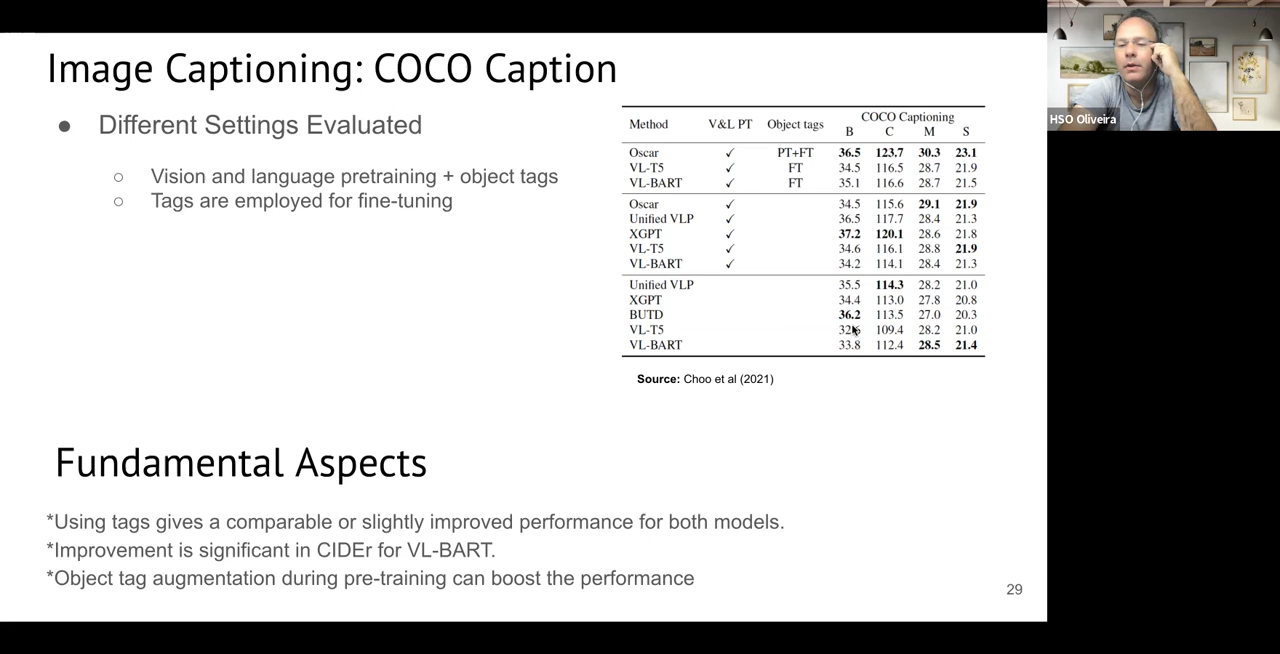 Image Captioning: COCO Caption
● Different Settings Evaluated
○ Vision and language pretraining + object tags
○ Tags are employed for fine-tuning
Method V&L PT Object tags COCO Captioning
B C M S
Oscar ✓ PT+FT 36.5 123.7 30.3 23.1
VL-T5 ✓ FT 34.5 116.5 28.7 21.9
VL-BART ✓ FT 35.1 116.6 28.7 21.5
Oscar ✓ 34.5 115.6 29.1 21.9
Unified VLP ✓ 36.5 117.7 28.4 21.3
XGPT ✓ 37.2 120.1 28.6 21.8
VL-T5 ✓ 34.6 116.1 28.8 21.9
VL-BART ✓ 34.2 114.1 28.4 21.3
Unified VLP 35.5 114.3 28.2 21.0
XGPT 34.4 113.0 27.8 20.8
BUTD 36.2 113.5 27.0 20.3
VL-T5 109.4 28.2 21.0
VL-BART 33.8 112.4 28.5 21.4
Source: Choo et al (2021)
Fundamental Aspects
*Using tags gives a comparable or slightly improved performance for both models.
*Improvement is significant in CIDEr for VL-BART.
*Object tag augmentation during pre-training can boost the performance
29
HSO Oliveira